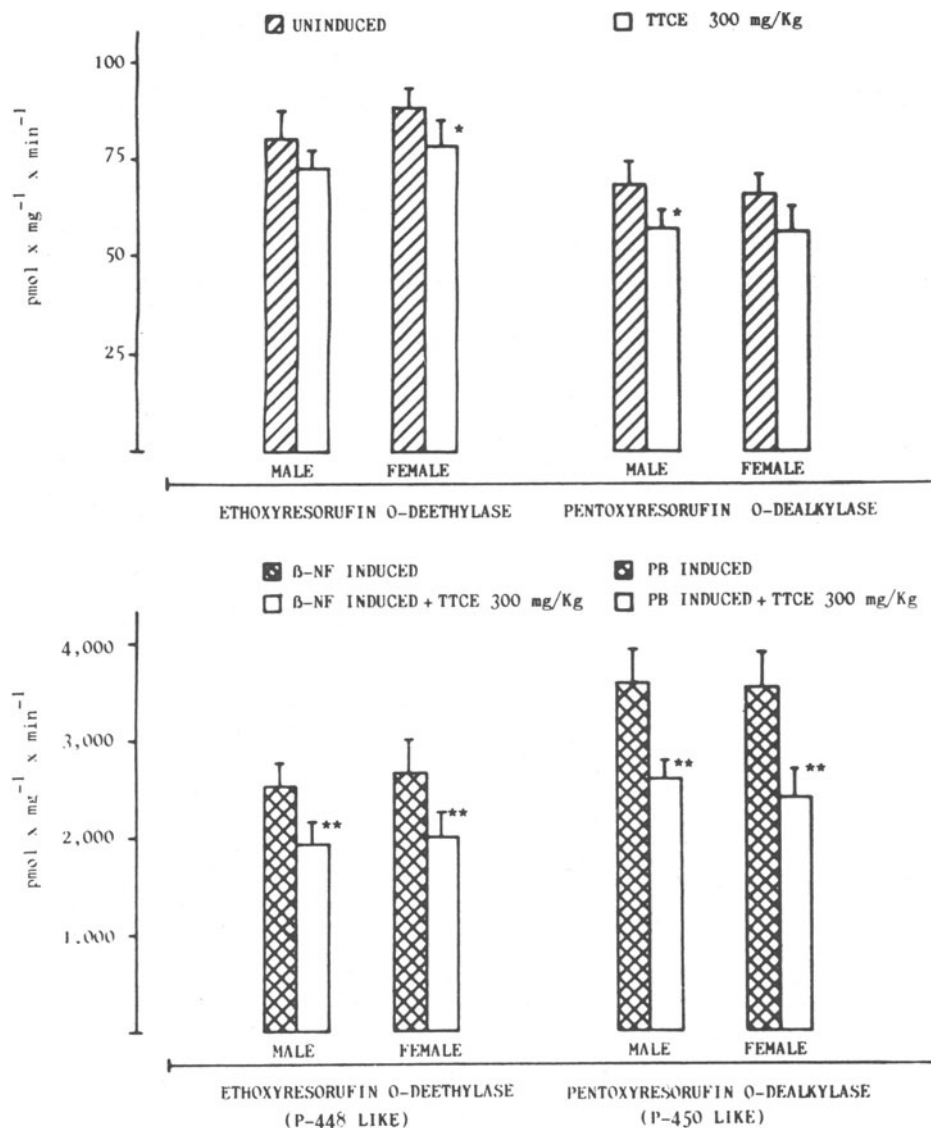 UNINDUCED TTCE 300 mg/Kg
100
75
50
25
pmol x mg⁻¹ x min⁻¹
*
*
MALE FEMALE MALE FEMALE
ETHOXYRESORUFIN O-DEETHYLASE PENTOXYRESORUFIN O-DEALKYLASE
β-NF INDUCED PB INDUCED
β-NF INDUCED + TTCE 300 mg/Kg PB INDUCED + TTCE 300 mg/Kg
4,000
3,000
2,000
1,000
pmol x mg⁻¹ x min⁻¹
** ** ** **
MALE FEMALE MALE FEMALE
ETHOXYRESORUFIN O-DEETHYLASE PENTOXYRESORUFIN O-DEALKYLASE
(P-448 LIKE) (P-450 LIKE)